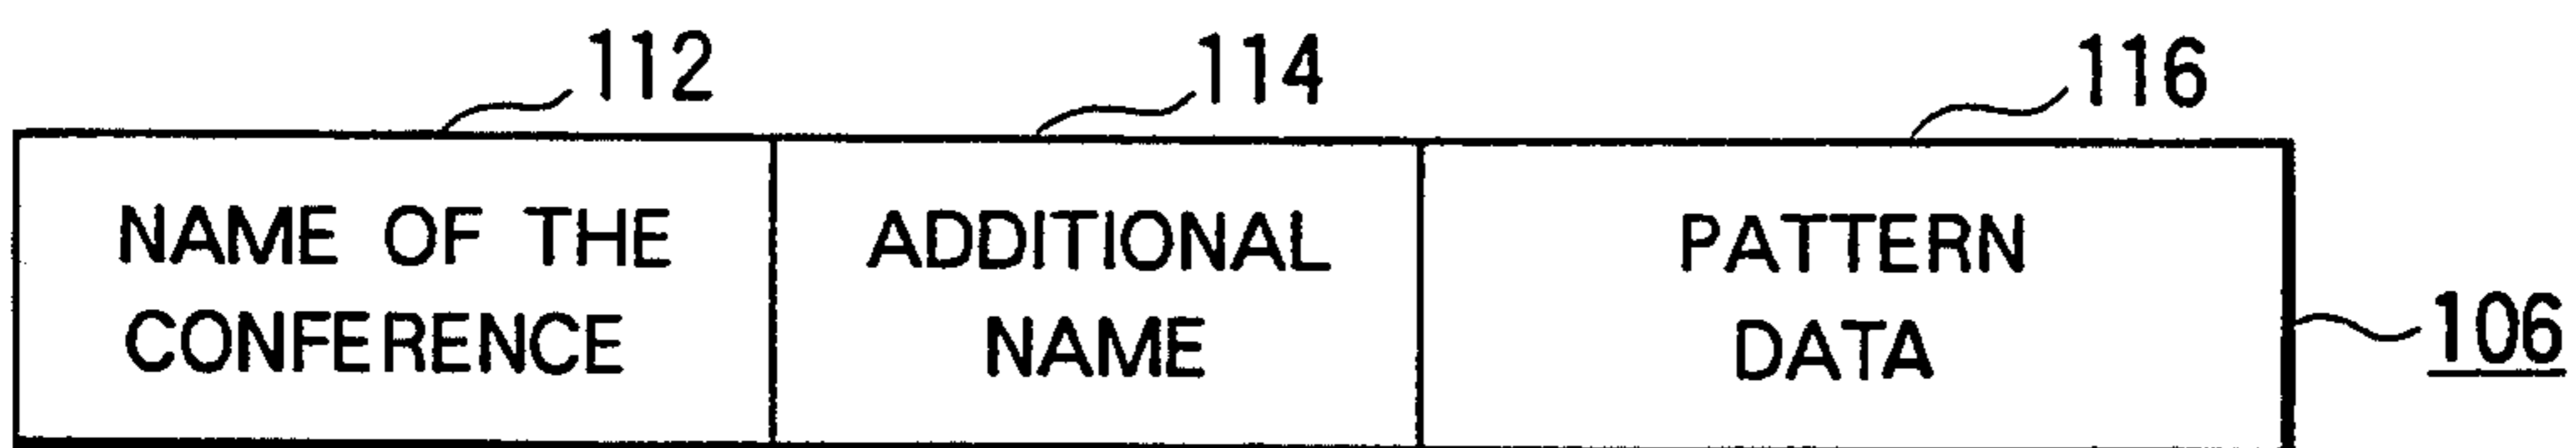 112 114 116
NAME OF THE ADDITIONAL PATTERN
CONFERENCE NAME DATA
106